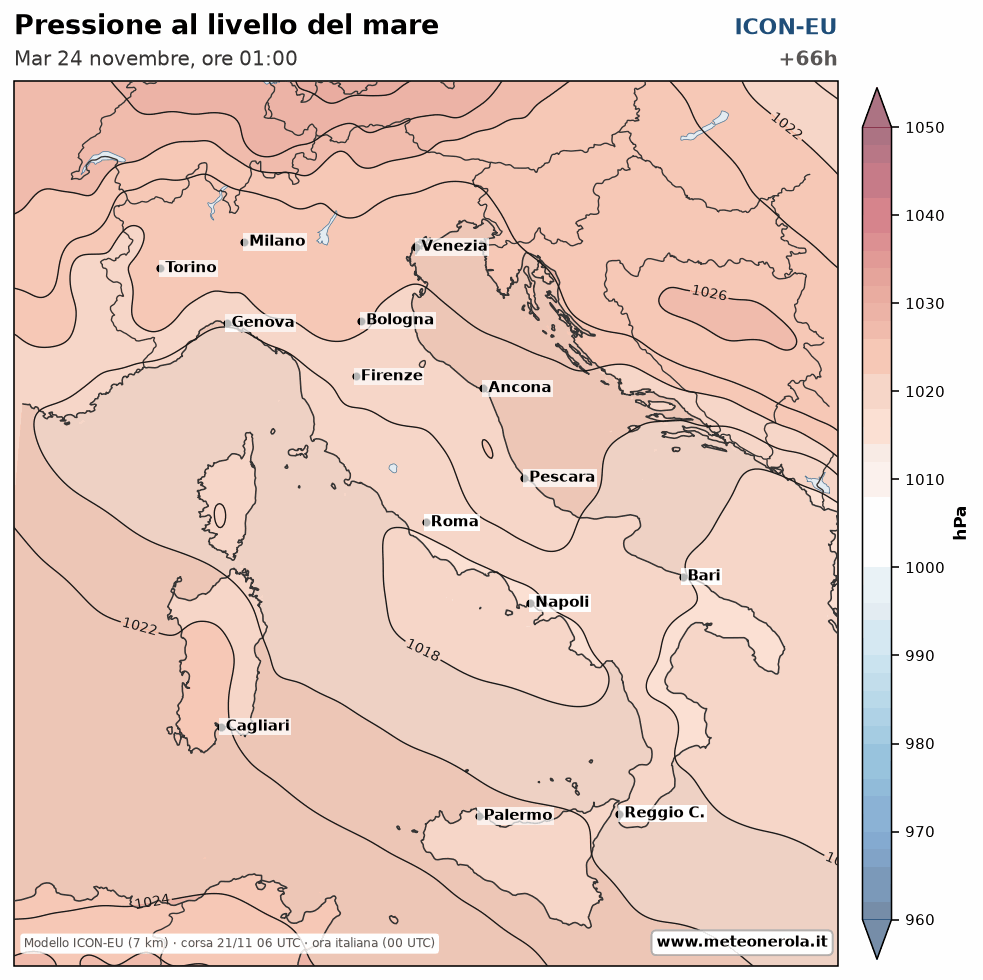 Pressione al livello del mare
ICON-EU
Mar 24 novembre, ore 01:00
+66h
1022
1050
1040
Milano
Venezia
Torino
1026
1030
Genova
Bologna
Firenze
Ancona
1020
Pescara
1010
Roma
hPa
Bari
1000
Napoli
1022
1018
990
Cagliari
980
Palermo
Reggio C.
970
1024
960
Modello ICON-EU (7 km) · corsa 21/11 06 UTC · ora italiana (00 UTC)
www.meteonerola.it